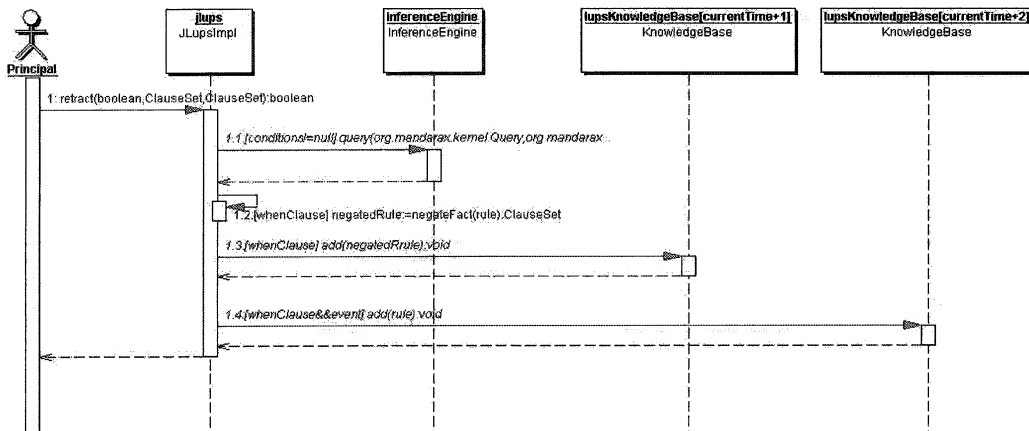 jlups
JLupsImpl
inferenceEngine
InferenceEngine
lupsKnowledgeBase[currentTime+1]
KnowledgeBase
lupsKnowledgeBase[currentTime+2]
KnowledgeBase
Principal
1: retract(boolean,ClauseSet,ClauseSet):boolean
1.1.[conditional=null] query(org.mandarax.kernel.Query,org.mandarax...
1.2.[whenClause] negatedRule:=negateFact(rule):ClauseSet
1.3.[whenClause] add(negatedRrule):void
1.4.[whenClause&&event] add(rule):void